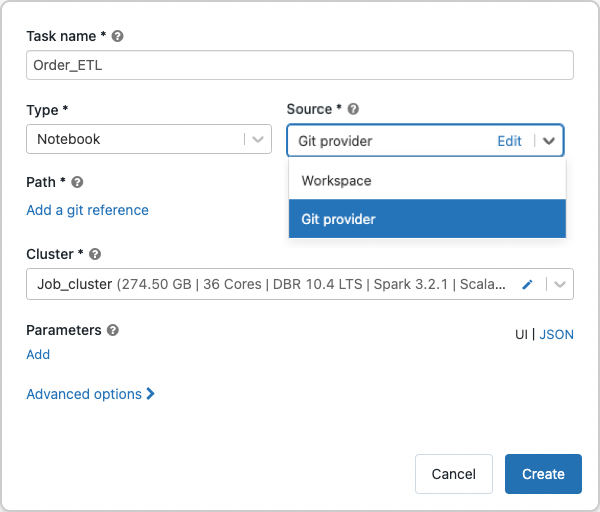 Task name *
Order_ETL
Type *
Source *
Notebook
Git provider Edit
Workspace
Git provider
Path *
Add a git reference
Cluster *
Job_cluster (274.50 GB | 36 Cores | DBR 10.4 LTS | Spark 3.2.1 | Scala...
Parameters
UI | JSON
Add
Advanced options
Cancel
Create